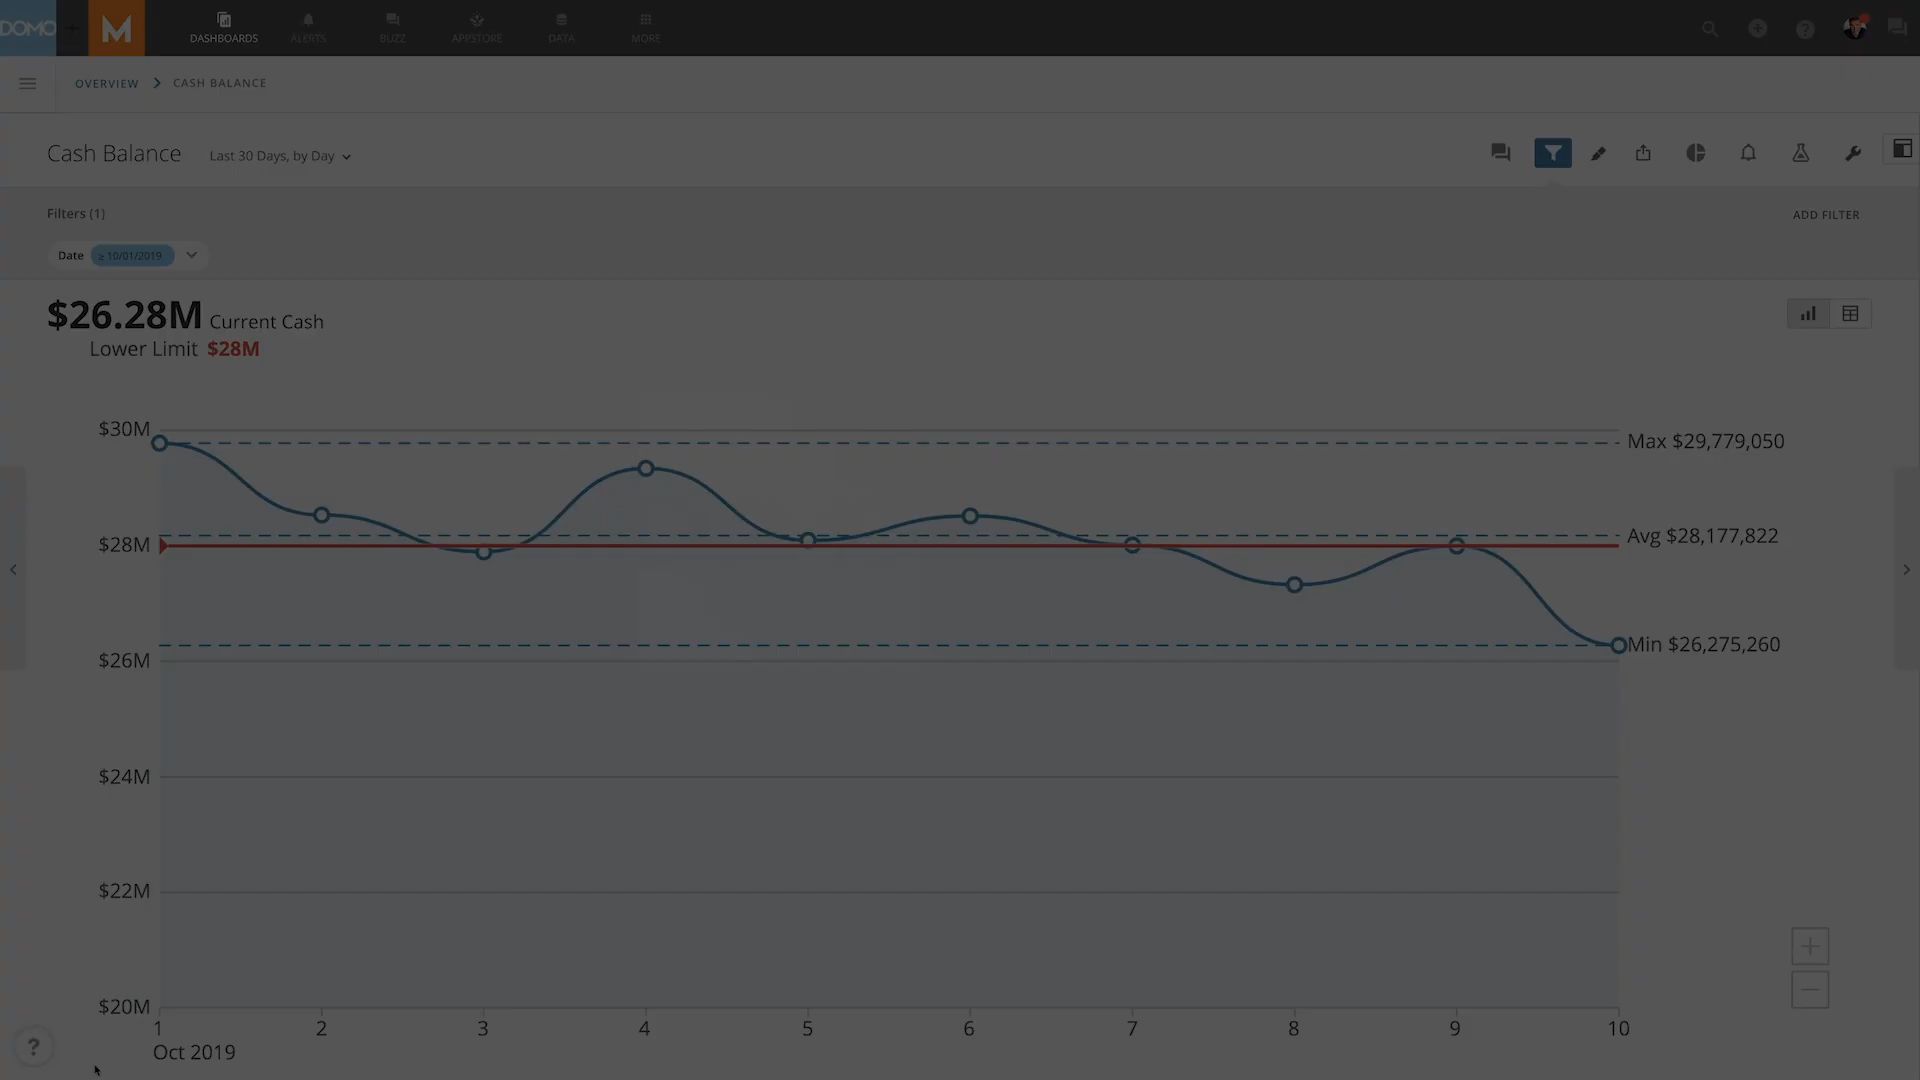 DOMO
M
DASHBOARDS
ALERTS
BUZZ
APPSTORE
DATA
MORE
OVERVIEW
CASH BALANCE
Cash Balance
Last 30 Days, by Day
Filters (1)
ADD FILTER
Date ≥ 10/01/2019
$26.28M Current Cash
Lower Limit $28M
$30M
Max $29,779,050
Avg $28,177,822
$28M
Min $26,275,260
$26M
$24M
$22M
$20M
1 2 3 4 5 6 7 8 9 10
Oct 2019
?